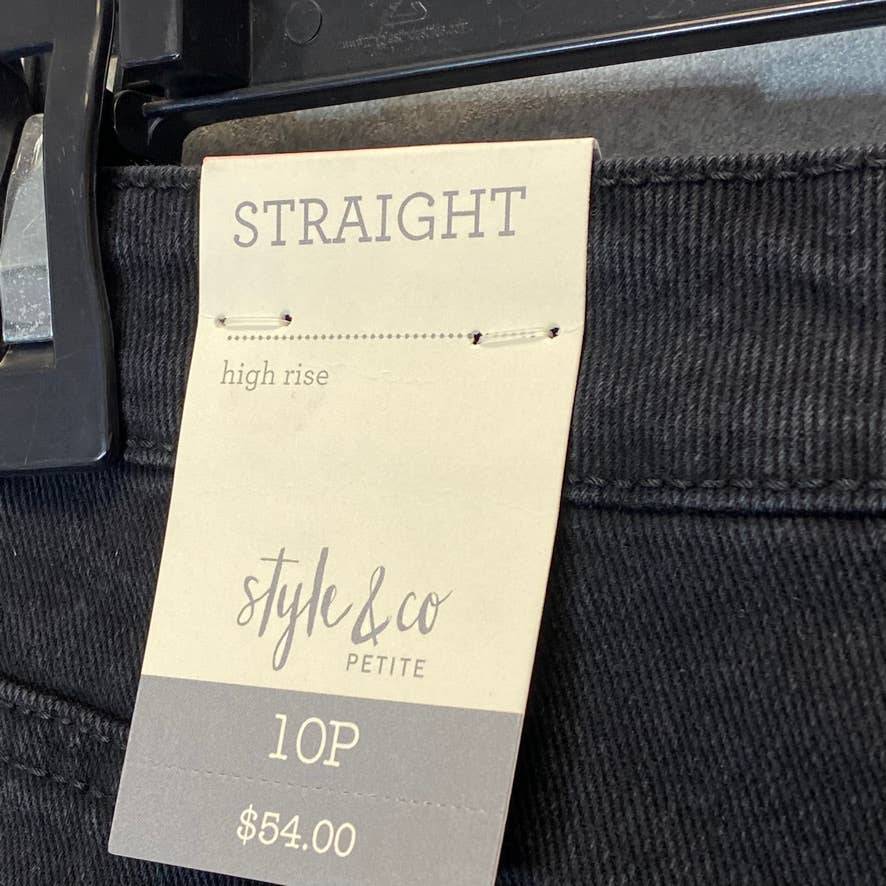 STRAIGHT
high rise
style & co
PETITE
10P
$54.00